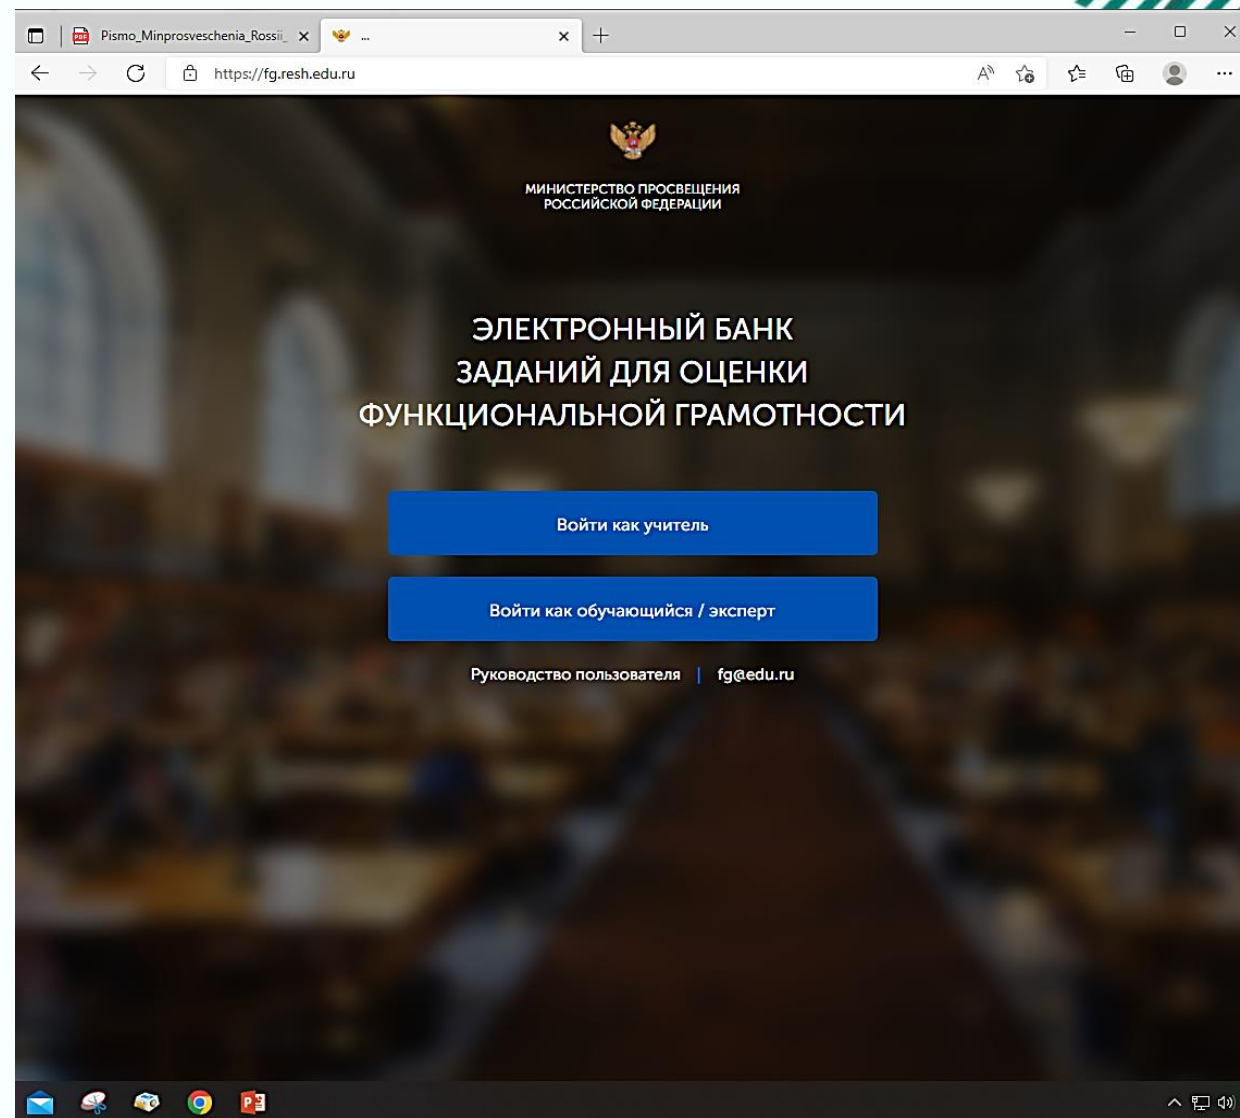 Pismo_Minprosveschenia_Rossii_
...
https://fg.resh.edu.ru
МИНИСТЕРСТВО ПРОСВЕЩЕНИЯ
РОССИЙСКОЙ ФЕДЕРАЦИИ
ЭЛЕКТРОННЫЙ БАНК
ЗАДАНИЙ ДЛЯ ОЦЕНКИ
ФУНКЦИОНАЛЬНОЙ ГРАМОТНОСТИ
Войти как учитель
Войти как обучающийся / эксперт
Руководство пользователя | fg@edu.ru